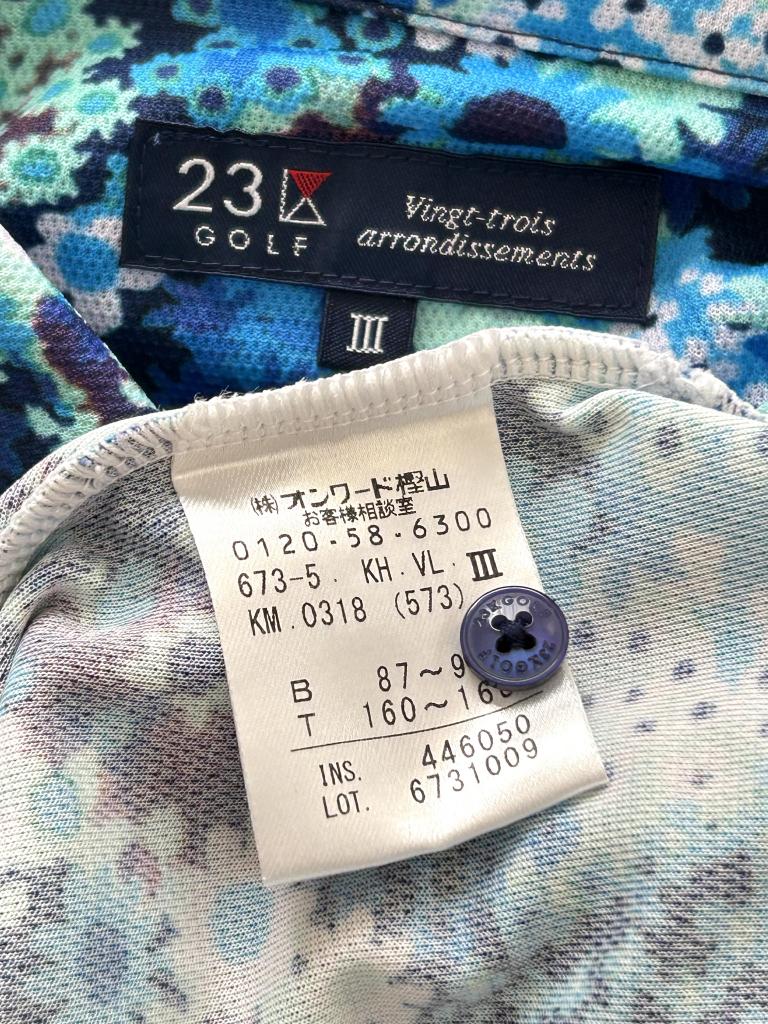 23
GOLF
Vingt-trois
arrondissements
III
(株)オンワード樫山
お客様相談室
0120-58-6300
673-5. KH.VL. III
KM.0318 (573)
B 87~9
T 160~16
INS. 446050
LOT. 6731009
23KGOLF